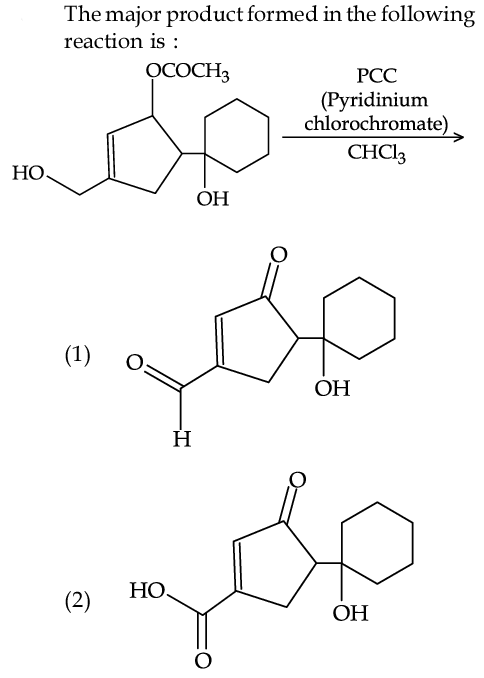 The major product formed in the following
reaction is :
OCOCH3
PCC
(Pyridinium
chlorochromate)
CHCl3
HO
OH
O
(1)
O
OH
H
O
(2)
HO
OH
O